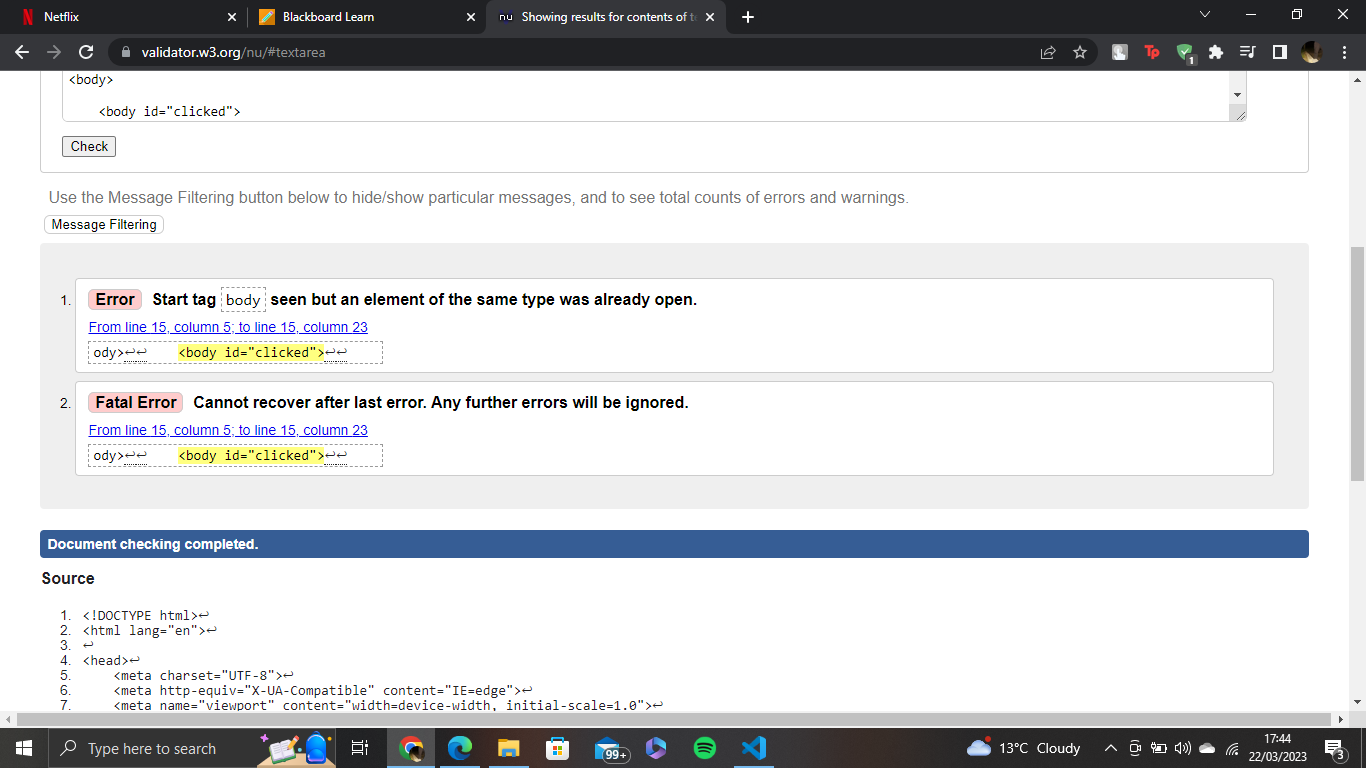 Netflix
Blackboard Learn
nu Showing results for contents of t
validator.w3.org/nu/#textarea
Tp
1
<body>
<body id="clicked">
Check
Use the Message Filtering button below to hide/show particular messages, and to see total counts of errors and warnings.
Message Filtering
1. Error Start tag body seen but an element of the same type was already open.
From line 15, column 5; to line 15, column 23
ody>↩↩ <body id="clicked">↩↩
2. Fatal Error Cannot recover after last error. Any further errors will be ignored.
From line 15, column 5; to line 15, column 23
ody>↩↩ <body id="clicked">↩↩
Document checking completed.
Source
1. <!DOCTYPE html>↩
2. <html lang="en">↩
3. ↩
4. <head>↩
5. <meta charset="UTF-8">↩
6. <meta http-equiv="X-UA-Compatible" content="IE=edge">↩
7. <meta name="viewport" content="width=device-width, initial-scale=1.0">↩
Type here to search
99+
13°C Cloudy
17:44
22/03/2023
3